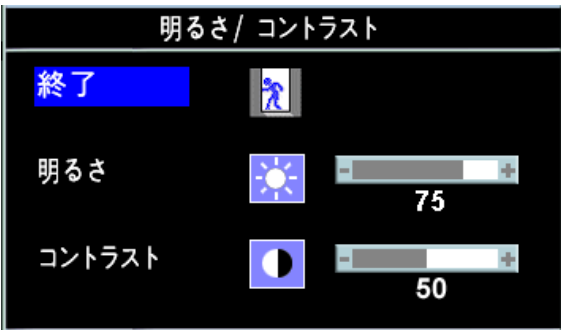 明るさ/ コントラスト
終了
明るさ
- +
75
コントラスト
- +
50